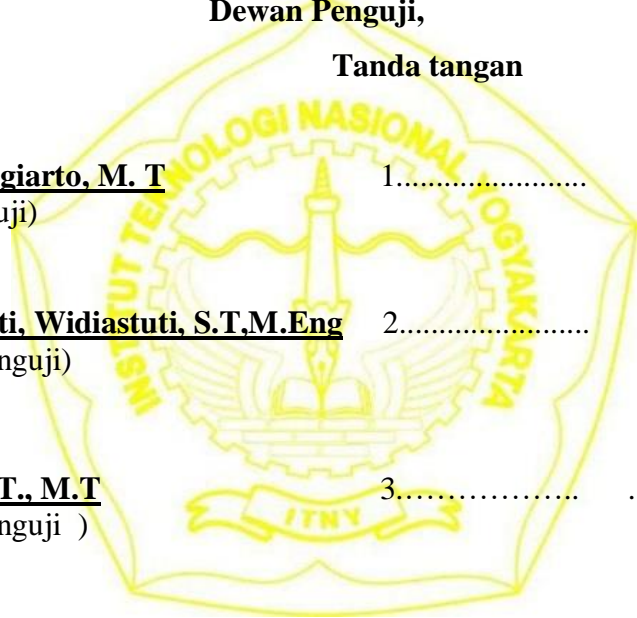 Dewan Penguji,
Tanda tangan
INSTITUT TEKNOLOGI NASIONAL YOGYAKARTA
giarto, M. T 1........................
uji)
ti, Widiastuti, S.T,M.Eng 2........................
nguji)
T., M.T 3.……………..   .
nguji )
ITNY